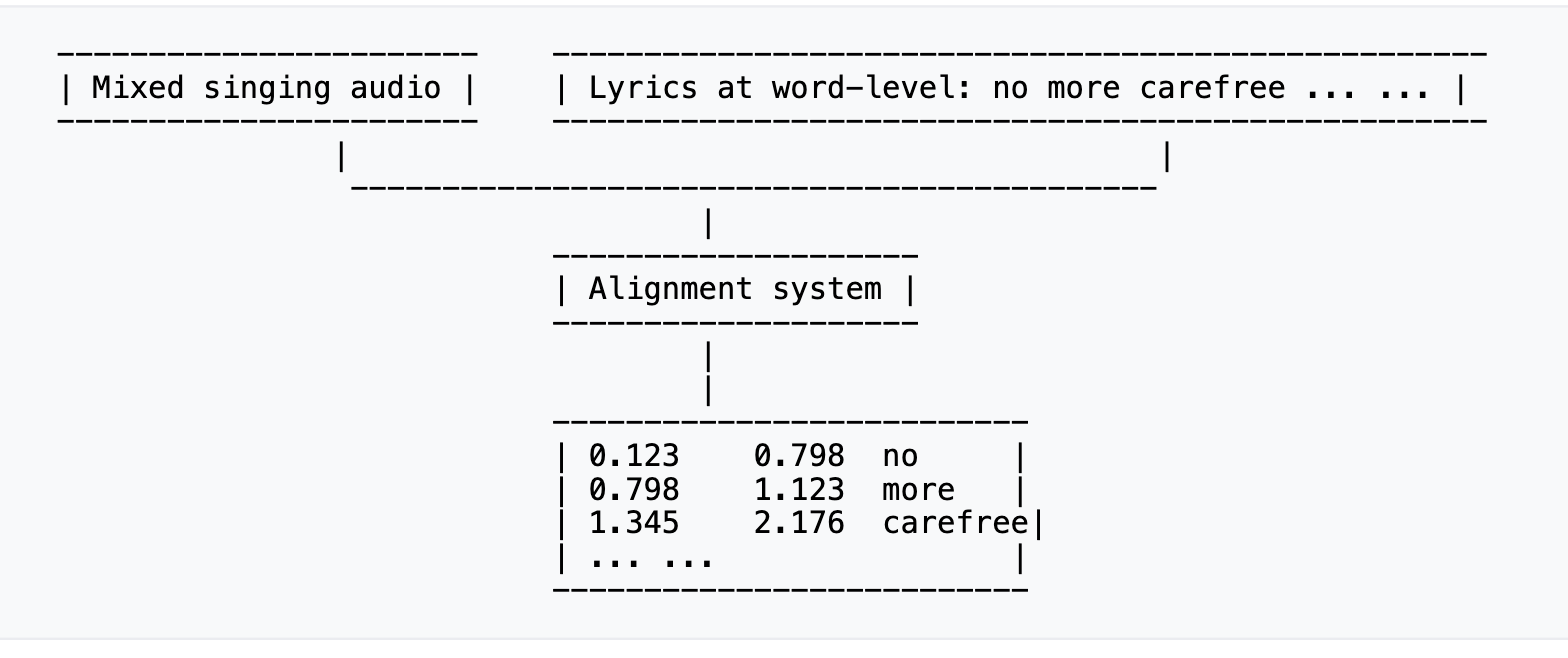 | Mixed singing audio |    | Lyrics at word-level: no more carefree ... ... |
| Alignment system |
| 0.123    0.798  no     |
| 0.798    1.123  more   |
| 1.345    2.176  carefree|
| ... ...                |